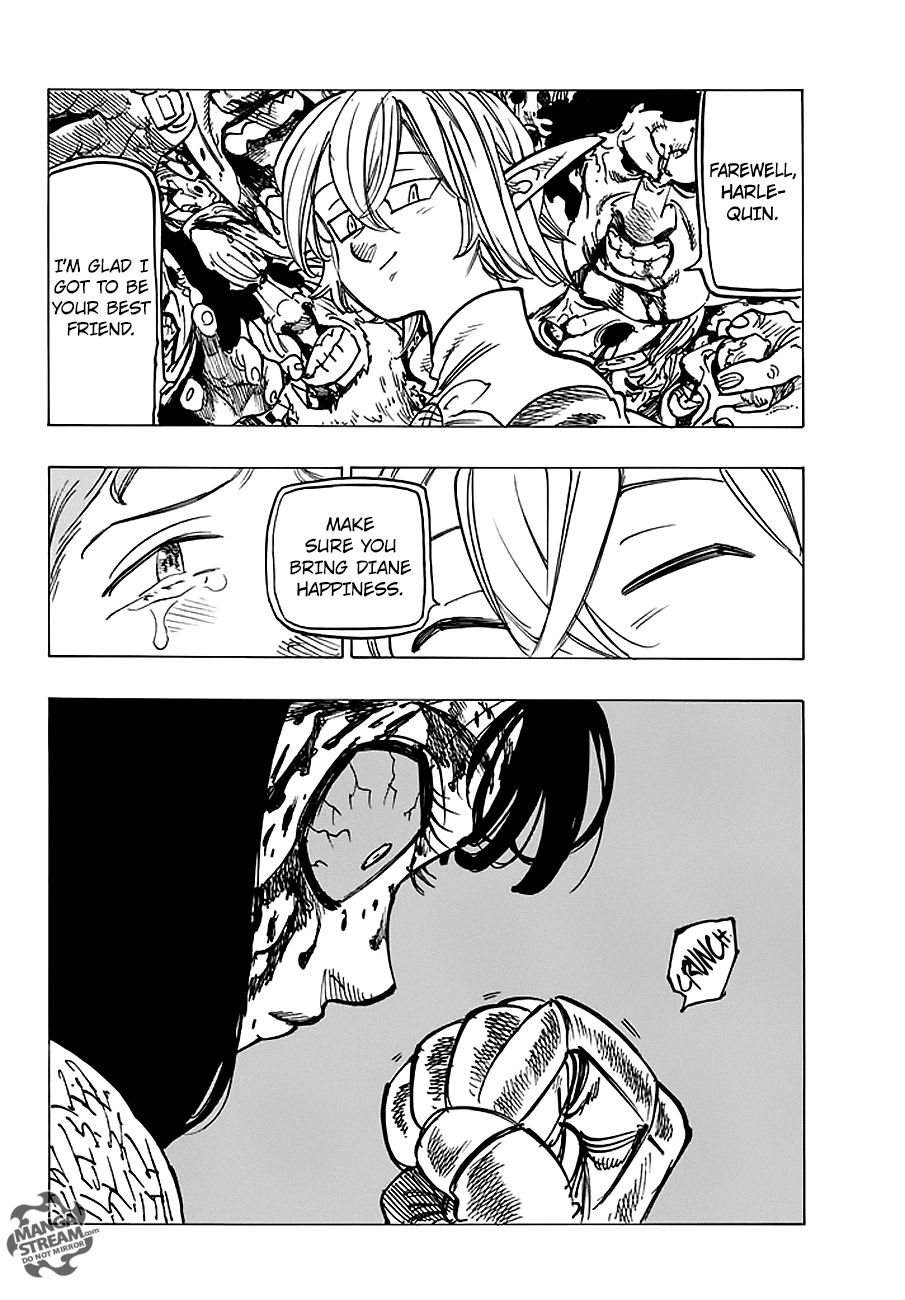 FAREWELL,
HARLE-
QUIN.
I'M GLAD I
GOT TO BE
YOUR BEST
FRIEND.
MAKE
SURE YOU
BRING DIANE
HAPPINESS.
CRUNCH.
MANGA
STREAM.com
DO NOT MIRROR